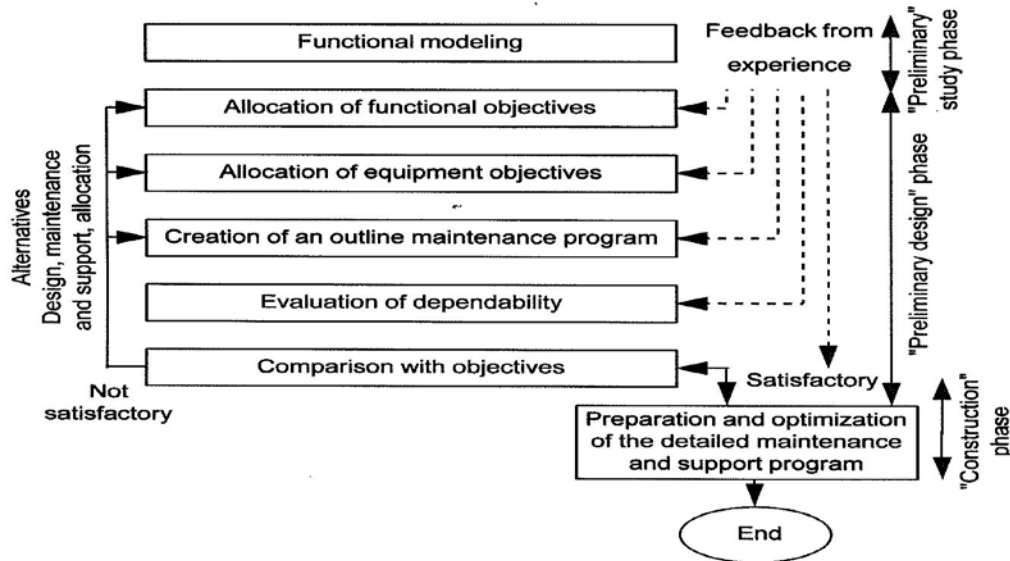 Functional modeling
Feedback from
experience
"Preliminary"
study phase
Allocation of functional objectives
Allocation of equipment objectives
Creation of an outline maintenance program
Evaluation of dependability
Comparison with objectives
Alternatives
Design, maintenance
and support, allocation
"Preliminary design" phase
Not
satisfactory
Satisfactory
Preparation and optimization
of the detailed maintenance
and support program
"Construction"
phase
End